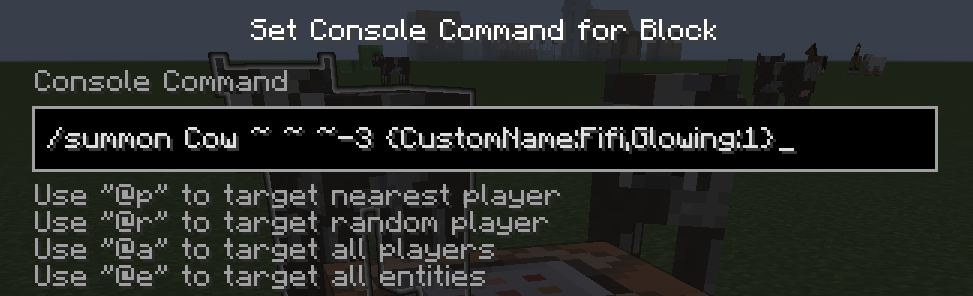 Set Console Command for Block
Console Command
/summon Cow ~ ~ ~-3 {CustomName:Fifi,Glowing:1}_
Use "@p" to target nearest player
Use "@r" to target random player
Use "@a" to target all players
Use "@e" to target all entities